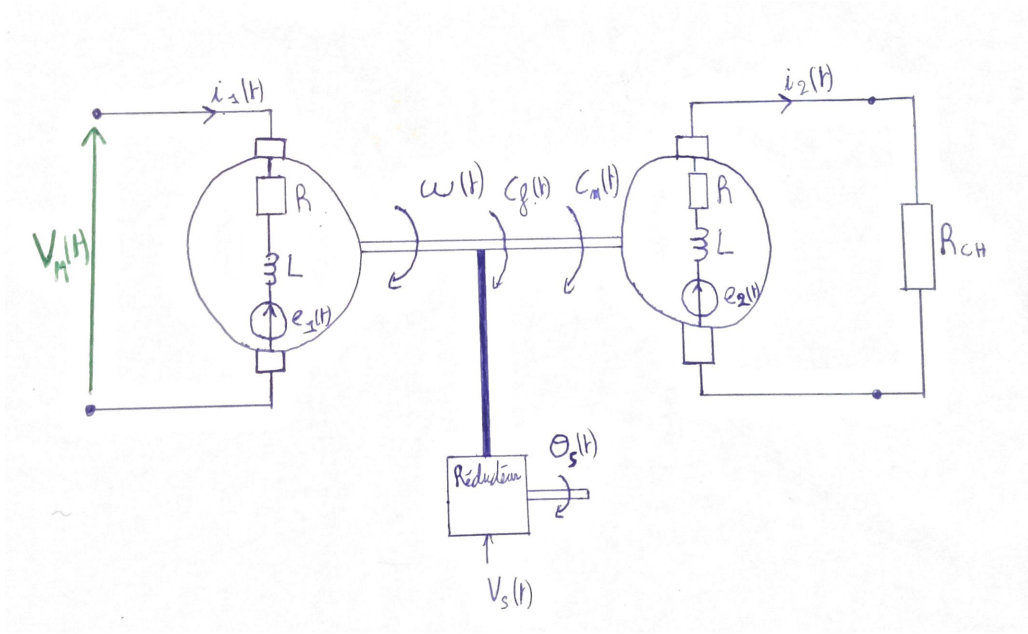 i₁(t)
i₂(t)
ω(t) Cf(t) Cm(t)
R
R
VM(t)
RCH
L
L
e₁(t)
e₂(t)
θs(t)
Réducteur
Vs(t)